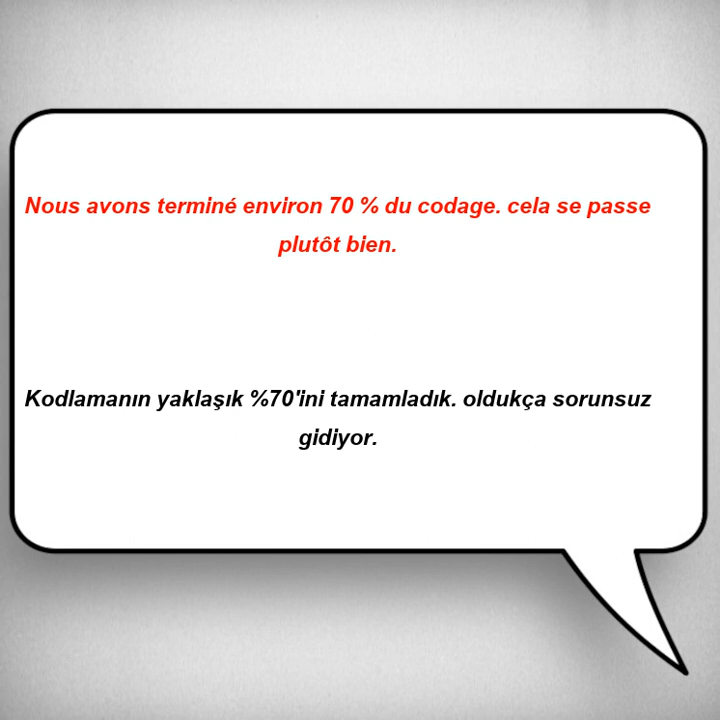 Nous avons terminé environ 70 % du codage. cela se passe
plutôt bien.
Kodlamanın yaklaşık %70'ini tamamladık. oldukça sorunsuz
gidiyor.